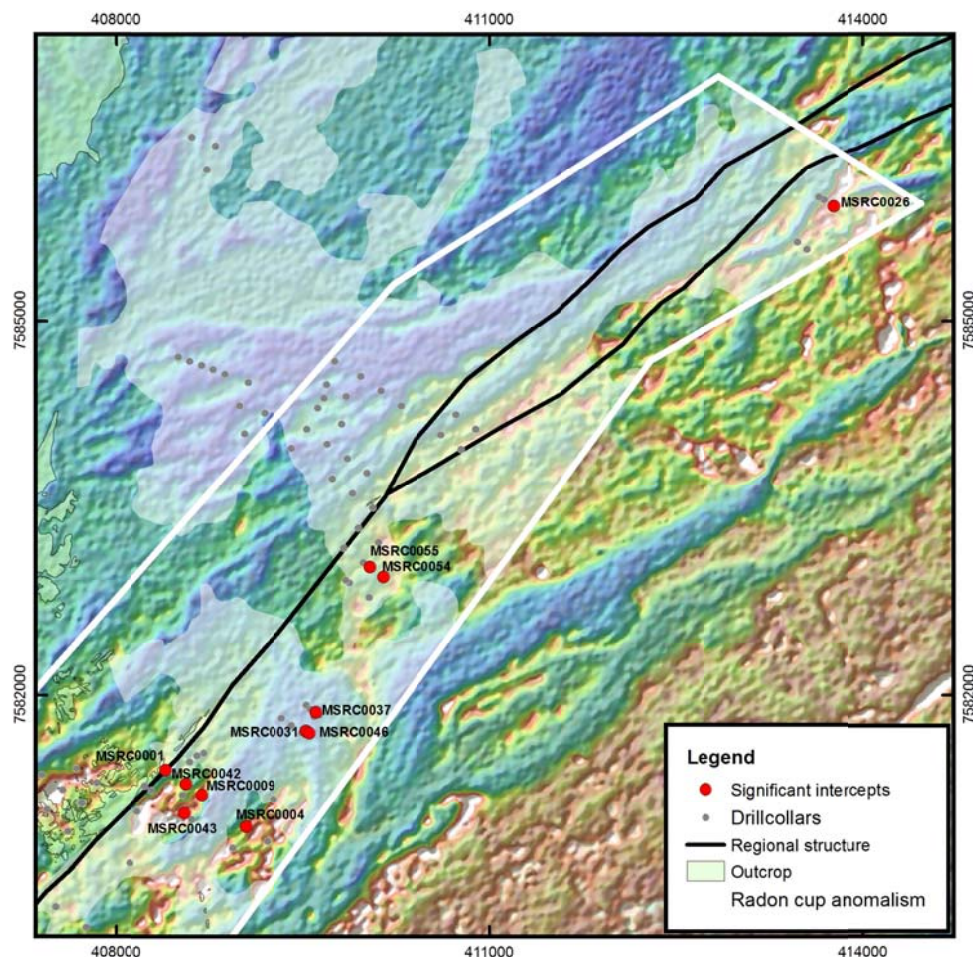 408000 411000 414000
MSRC0026
7585000 7585000
MSRC0055
MSRC0054
7582000 7582000
MSRC0037
MSRC0031 MSRC0046
MSRC0001
MSRC0042
MSRC0009
MSRC0043 MSRC0004
Legend
Significant intercepts
Drillcollars
Regional structure
Outcrop
Radon cup anomalism
408000 411000 414000